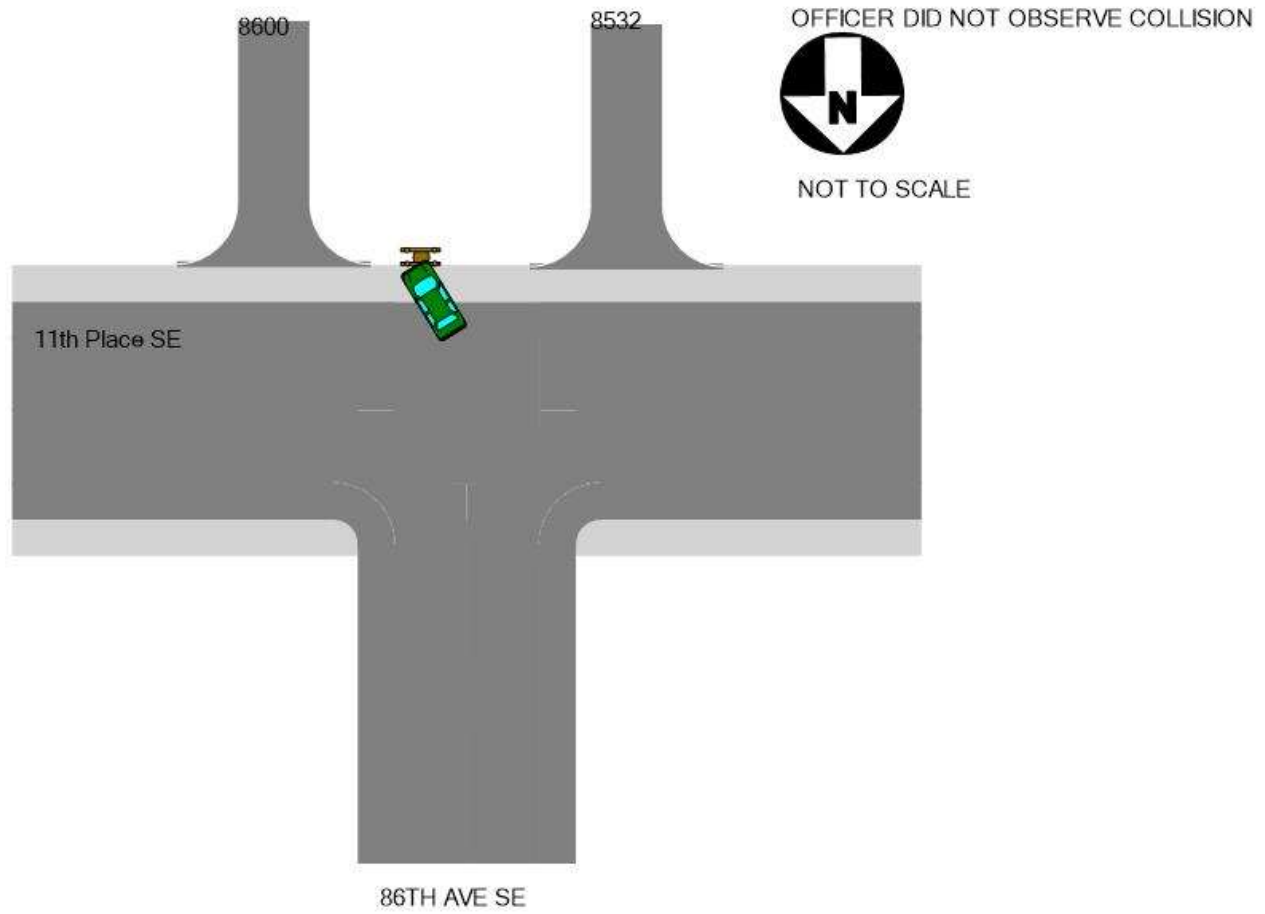 8600
8532
OFFICER DID NOT OBSERVE COLLISION
N
NOT TO SCALE
11th Place SE
86TH AVE SE